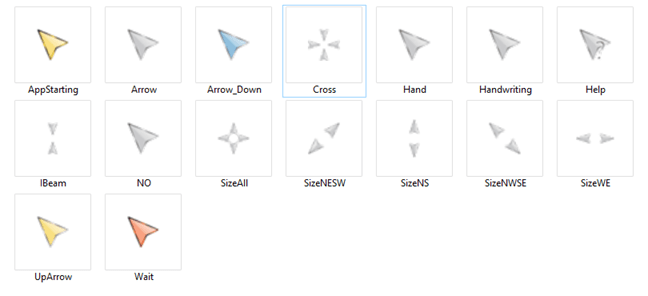 AppStarting Arrow Arrow_Down Cross Hand Handwriting Help
IBeam NO SizeAll SizeNESW SizeNS SizeNWSE SizeWE
UpArrow Wait